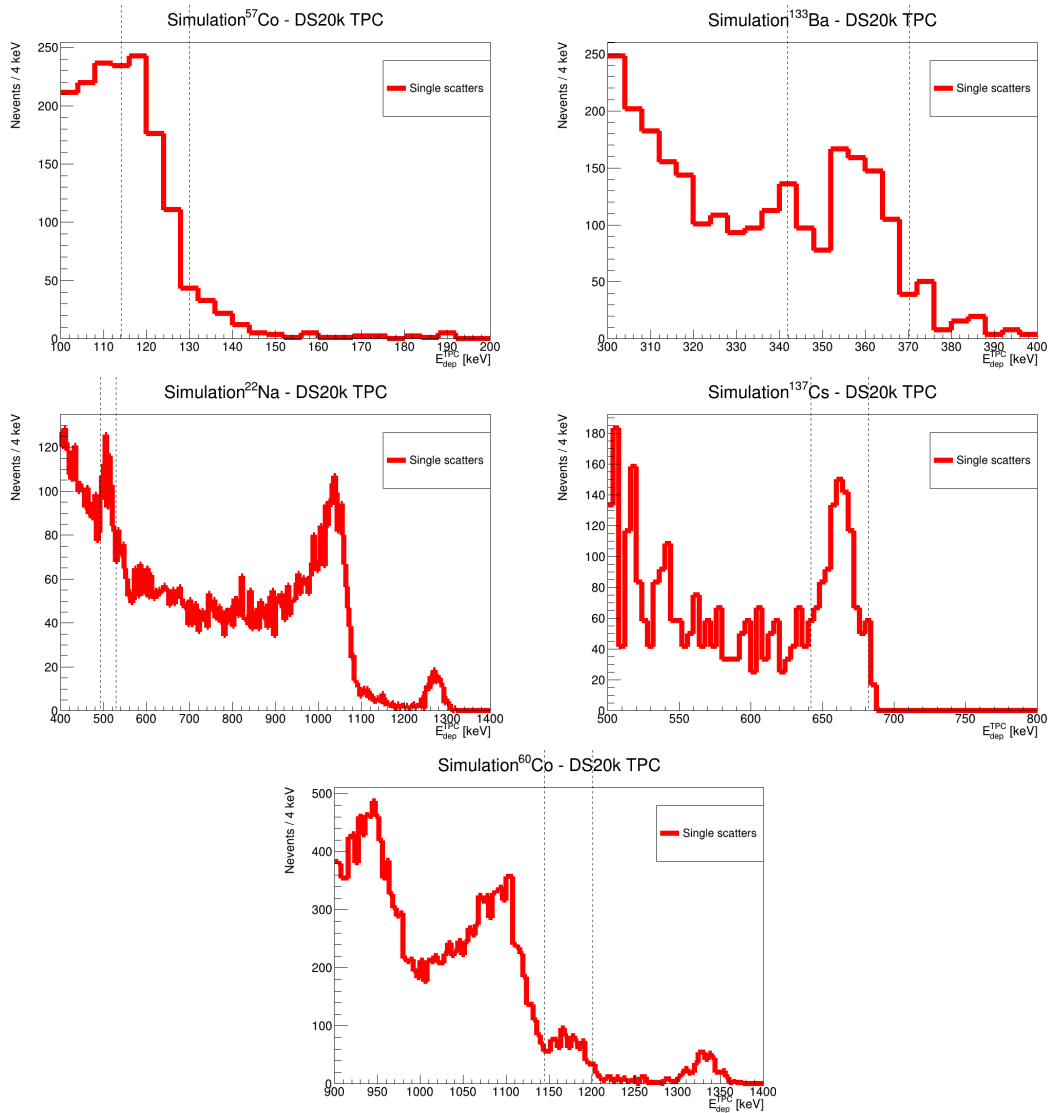 Simulation⁵⁷Co - DS20k TPC
Nevents / 4 keV
250
200
150
100
50
0
Single scatters
100 110 120 130 140 150 160 170 180 190 200
E_dep^TPC [keV]
Simulation¹³³Ba - DS20k TPC
Nevents / 4 keV
250
200
150
100
50
0
Single scatters
300 310 320 330 340 350 360 370 380 390 400
E_dep^TPC [keV]
Simulation²²Na - DS20k TPC
Nevents / 4 keV
120
100
80
60
40
20
0
Single scatters
400 500 600 700 800 900 1000 1100 1200 1300 1400
E_dep^TPC [keV]
Simulation¹³⁷Cs - DS20k TPC
Nevents / 4 keV
180
160
140
120
100
80
60
40
20
0
Single scatters
500 550 600 650 700 750 800
E_dep^TPC [keV]
Simulation⁶⁰Co - DS20k TPC
Nevents / 4 keV
500
400
300
200
100
0
Single scatters
900 950 1000 1050 1100 1150 1200 1250 1300 1350 1400
E_dep^TPC [keV]